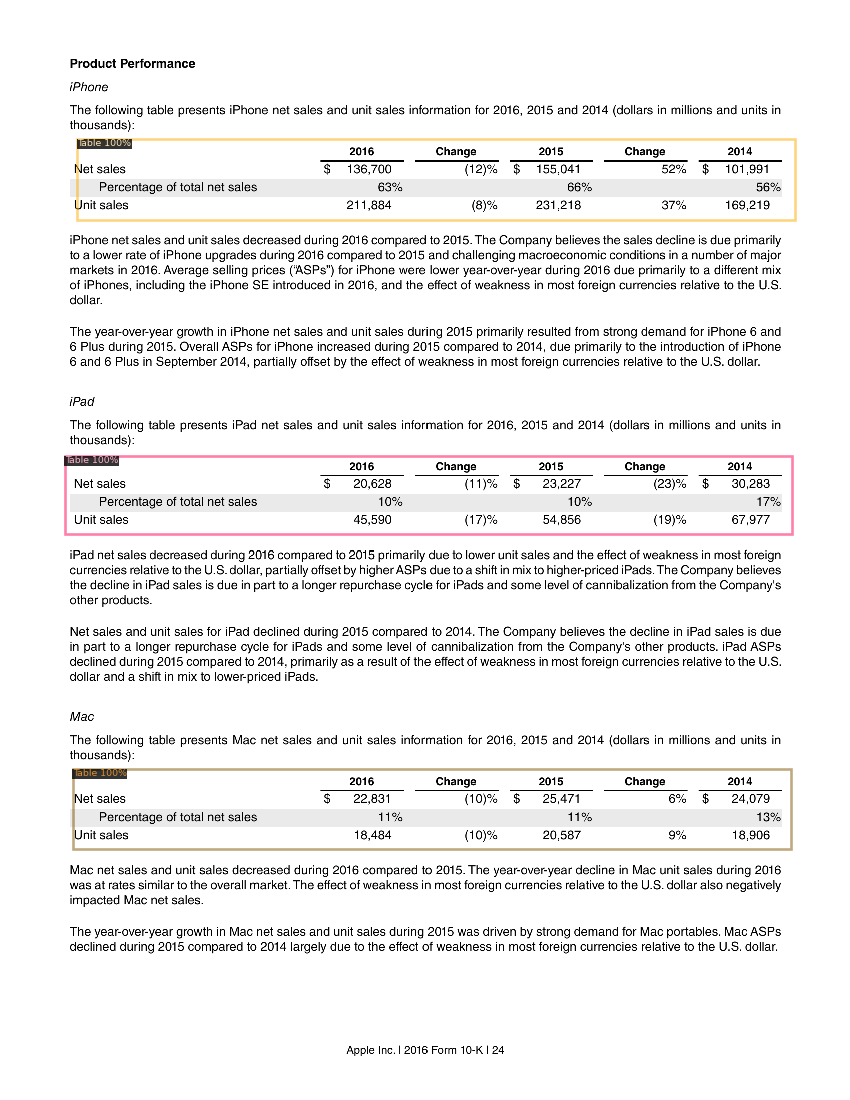 Product Performance
iPhone
The following table presents iPhone net sales and unit sales information for 2016, 2015 and 2014 (dollars in millions and units in
thousands):
Table 100%
2016 Change 2015 Change 2014
Net sales $ 136,700 (12)% $ 155,041 52% $ 101,991
Percentage of total net sales 63% 66% 56%
Unit sales 211,884 (8)% 231,218 37% 169,219
iPhone net sales and unit sales decreased during 2016 compared to 2015. The Company believes the sales decline is due primarily
to a lower rate of iPhone upgrades during 2016 compared to 2015 and challenging macroeconomic conditions in a number of major
markets in 2016. Average selling prices (“ASPs”) for iPhone were lower year-over-year during 2016 due primarily to a different mix
of iPhones, including the iPhone SE introduced in 2016, and the effect of weakness in most foreign currencies relative to the U.S.
dollar.
The year-over-year growth in iPhone net sales and unit sales during 2015 primarily resulted from strong demand for iPhone 6 and
6 Plus during 2015. Overall ASPs for iPhone increased during 2015 compared to 2014, due primarily to the introduction of iPhone
6 and 6 Plus in September 2014, partially offset by the effect of weakness in most foreign currencies relative to the U.S. dollar.
iPad
The following table presents iPad net sales and unit sales information for 2016, 2015 and 2014 (dollars in millions and units in
thousands):
Table 100%
2016 Change 2015 Change 2014
Net sales $ 20,628 (11)% $ 23,227 (23)% $ 30,283
Percentage of total net sales 10% 10% 17%
Unit sales 45,590 (17)% 54,856 (19)% 67,977
iPad net sales decreased during 2016 compared to 2015 primarily due to lower unit sales and the effect of weakness in most foreign
currencies relative to the U.S. dollar, partially offset by higher ASPs due to a shift in mix to higher-priced iPads. The Company believes
the decline in iPad sales is due in part to a longer repurchase cycle for iPads and some level of cannibalization from the Company's
other products.
Net sales and unit sales for iPad declined during 2015 compared to 2014. The Company believes the decline in iPad sales is due
in part to a longer repurchase cycle for iPads and some level of cannibalization from the Company's other products. iPad ASPs
declined during 2015 compared to 2014, primarily as a result of the effect of weakness in most foreign currencies relative to the U.S.
dollar and a shift in mix to lower-priced iPads.
Mac
The following table presents Mac net sales and unit sales information for 2016, 2015 and 2014 (dollars in millions and units in
thousands):
Table 100%
2016 Change 2015 Change 2014
Net sales $ 22,831 (10)% $ 25,471 6% $ 24,079
Percentage of total net sales 11% 11% 13%
Unit sales 18,484 (10)% 20,587 9% 18,906
Mac net sales and unit sales decreased during 2016 compared to 2015. The year-over-year decline in Mac unit sales during 2016
was at rates similar to the overall market. The effect of weakness in most foreign currencies relative to the U.S. dollar also negatively
impacted Mac net sales.
The year-over-year growth in Mac net sales and unit sales during 2015 was driven by strong demand for Mac portables. Mac ASPs
declined during 2015 compared to 2014 largely due to the effect of weakness in most foreign currencies relative to the U.S. dollar.
Apple Inc. | 2016 Form 10-K | 24